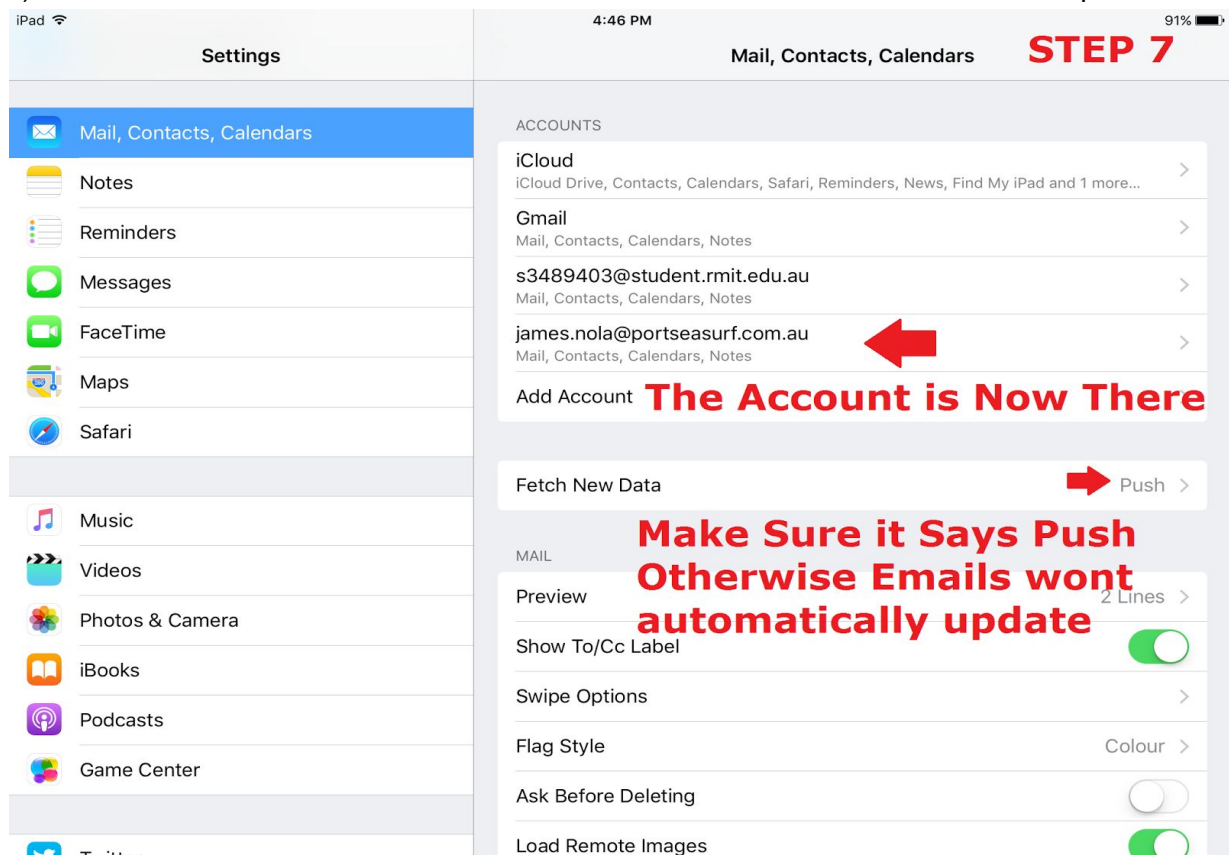 iPad 4:46 PM 91%
Settings
Mail, Contacts, Calendars
STEP 7
Mail, Contacts, Calendars
Notes
Reminders
Messages
FaceTime
Maps
Safari
Music
Videos
Photos & Camera
iBooks
Podcasts
Game Center
ACCOUNTS
iCloud
iCloud Drive, Contacts, Calendars, Safari, Reminders, News, Find My iPad and 1 more...
Gmail
Mail, Contacts, Calendars, Notes
s3489403@student.rmit.edu.au
Mail, Contacts, Calendars, Notes
james.nola@portseasurf.com.au
Mail, Contacts, Calendars, Notes
Add Account
The Account is Now There
Fetch New Data Push
Make Sure it Says Push
Otherwise Emails wont
automatically update
MAIL
Preview 2 Lines
Show To/Cc Label
Swipe Options
Flag Style Colour
Ask Before Deleting
Load Remote Images